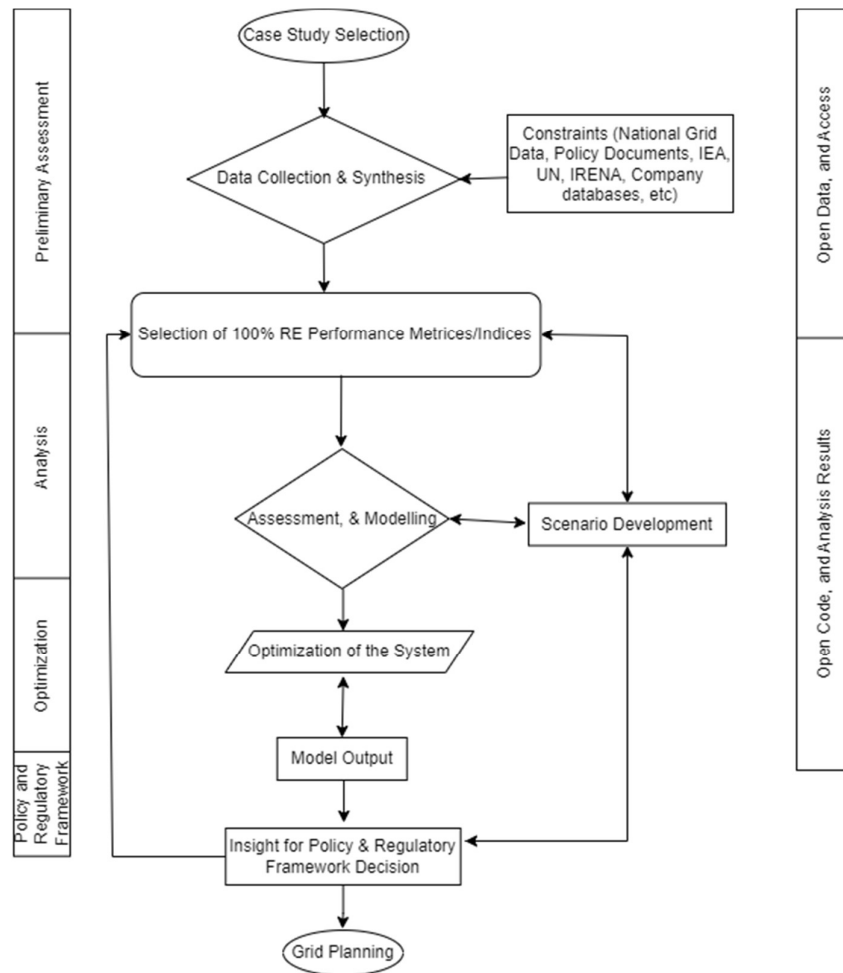 Case Study Selection
Preliminary Assessment
Open Data, and Access
Constraints (National Grid
Data, Policy Documents, IEA,
UN, IRENA, Company
databases, etc)
Data Collection & Synthesis
Selection of 100% RE Performance Metrices/Indices
Analysis
Open Code, and Analysis Results
Assessment, & Modelling
Scenario Development
Optimization
Optimization of the System
Model Output
Policy and
Regulatory
Framework
Insight for Policy & Regulatory
Framework Decision
Grid Planning